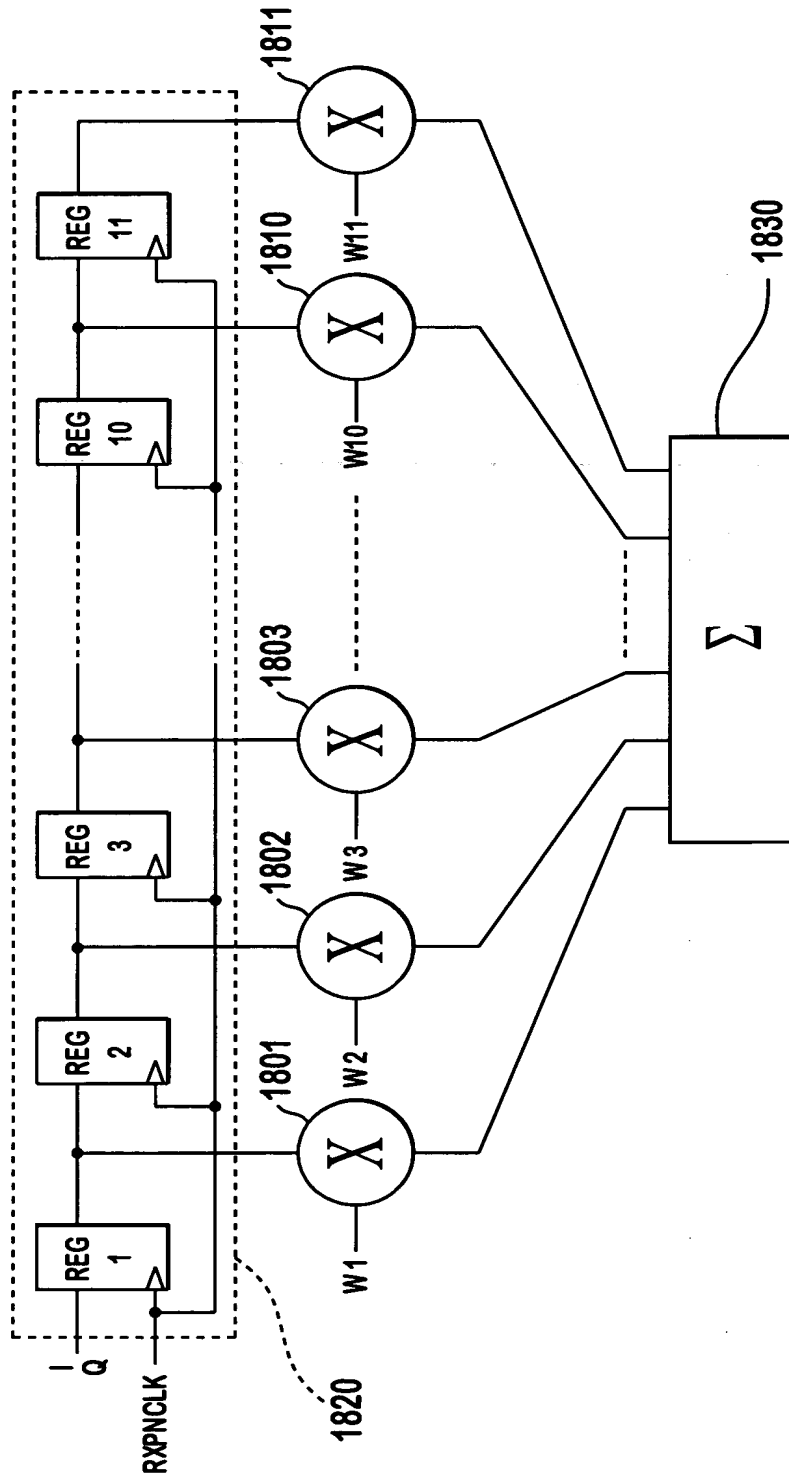 I
Q
RXPNCLK
REG 1
REG 2
REG 3
REG 10
REG 11
1820
W1
X
1801
W2
X
1802
W3
X
1803
W10
X
1810
W11
X
1811
Σ
1830